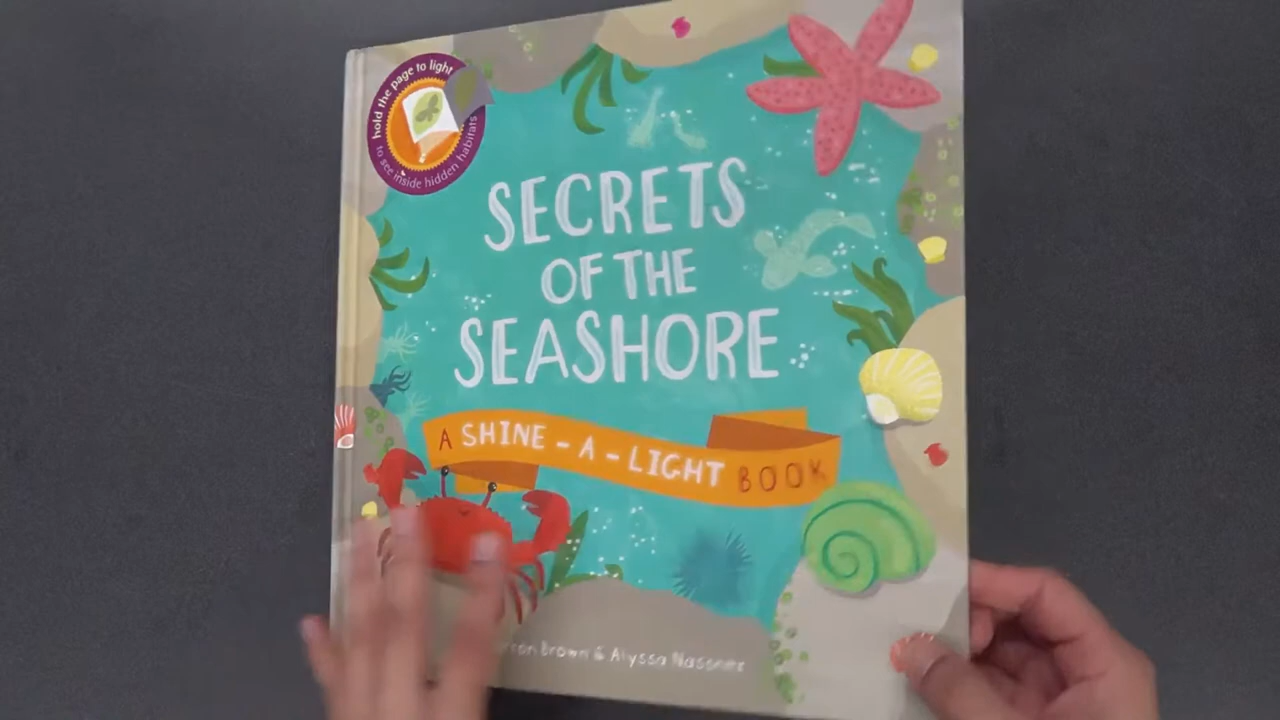 hold the page to light
to see inside hidden habitats
SECRETS
OF THE
SEASHORE
A SHINE-A-LIGHT BOOK
Brown & Alyssa Nassner